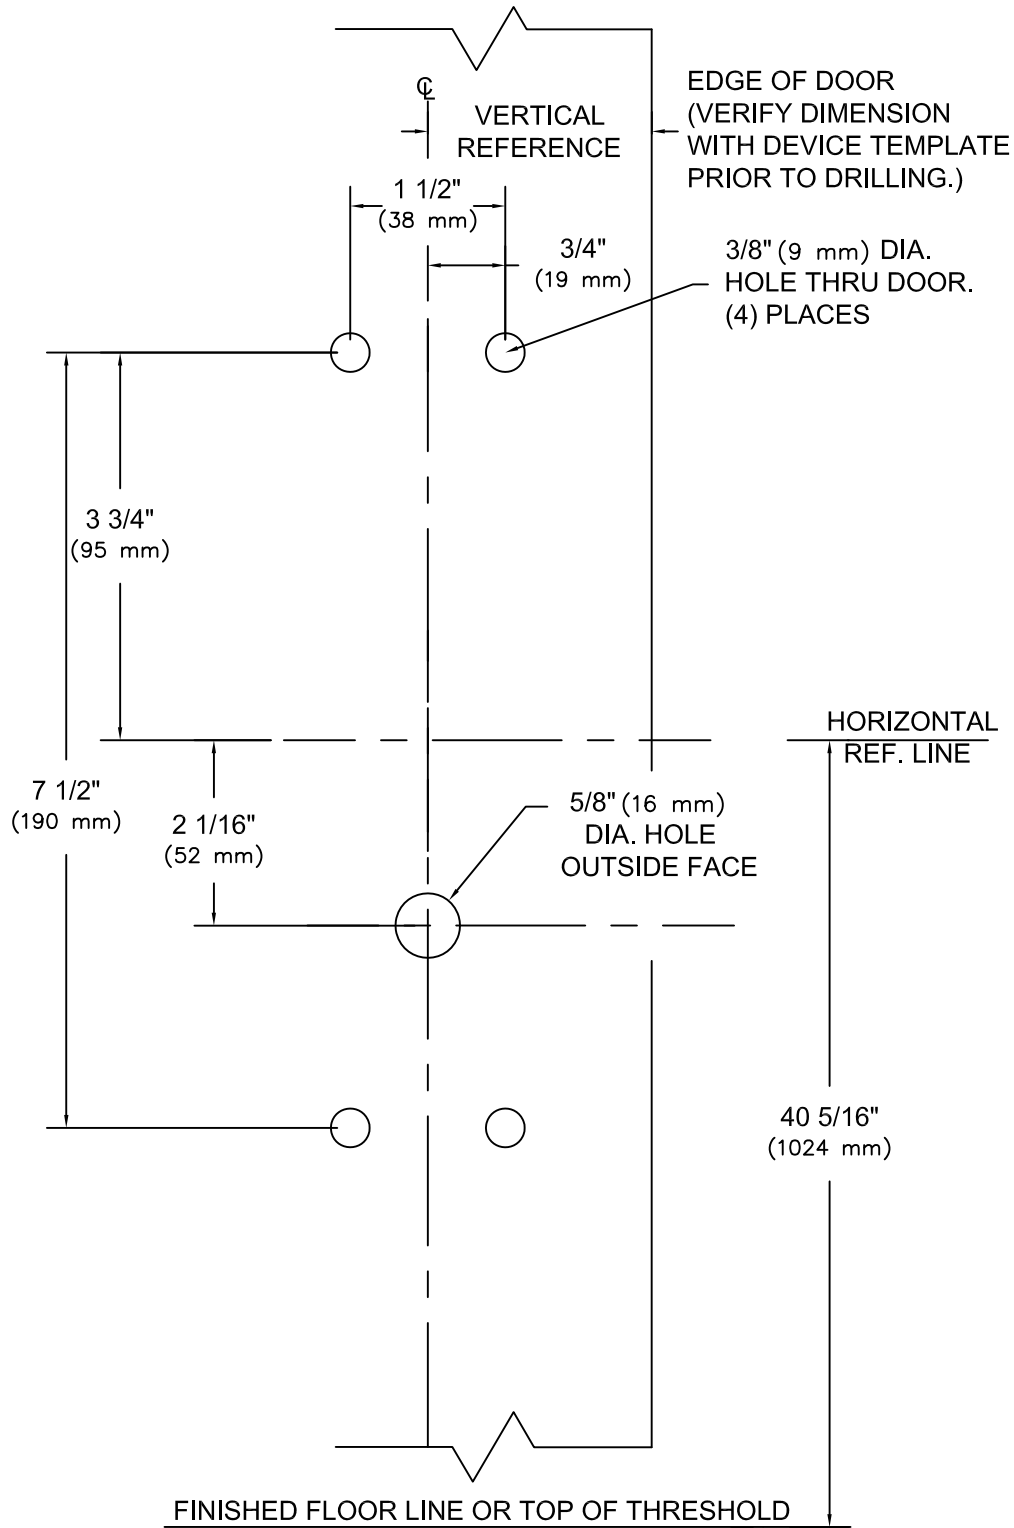 ℄
VERTICAL
REFERENCE
EDGE OF DOOR
(VERIFY DIMENSION
WITH DEVICE TEMPLATE
PRIOR TO DRILLING.)
1 1/2"
(38 mm)
3/4"
(19 mm)
3/8" (9 mm) DIA.
HOLE THRU DOOR.
(4) PLACES
3 3/4"
(95 mm)
HORIZONTAL
REF. LINE
7 1/2"
(190 mm)
2 1/16"
(52 mm)
5/8" (16 mm)
DIA. HOLE
OUTSIDE FACE
40 5/16"
(1024 mm)
FINISHED FLOOR LINE OR TOP OF THRESHOLD